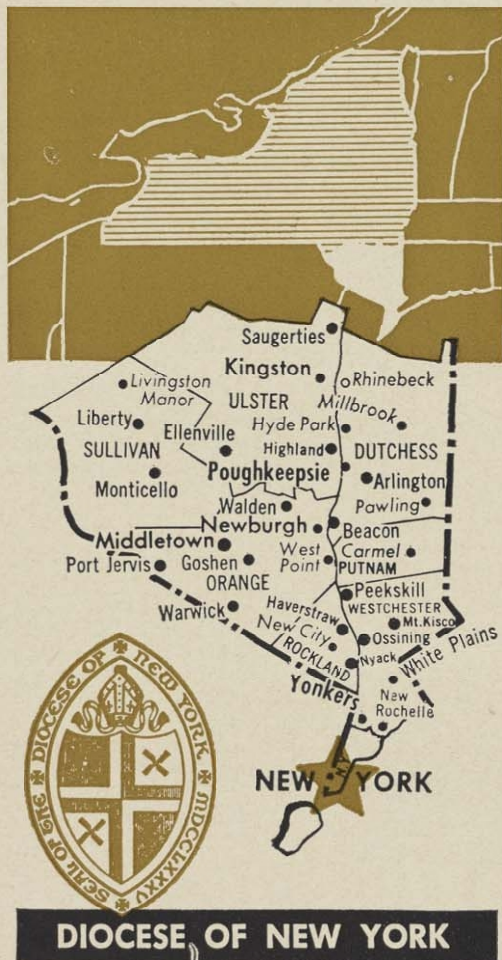 Saugerties
Kingston
Rhinebeck
Livingston
Manor
ULSTER
Millbrook
Liberty
Hyde Park
Ellenville
SULLIVAN
Highland
DUTCHESS
Poughkeepsie
Monticello
Arlington
Walden
Pawling
Newburgh
Beacon
Middletown
West
Point
Carmel
Port Jervis
Goshen
PUTNAM
ORANGE
Peekskill
Warwick
Haverstraw
WESTCHESTER
New City
Mt.Kisco
ROCKLAND
Ossining
Nyack
White Plains
Yonkers
New
Rochelle
NEW YORK
N.Y.
SEAL OF THE DIOCESE OF NEW YORK MDCCLXXXV
DIOCESE OF NEW YORK